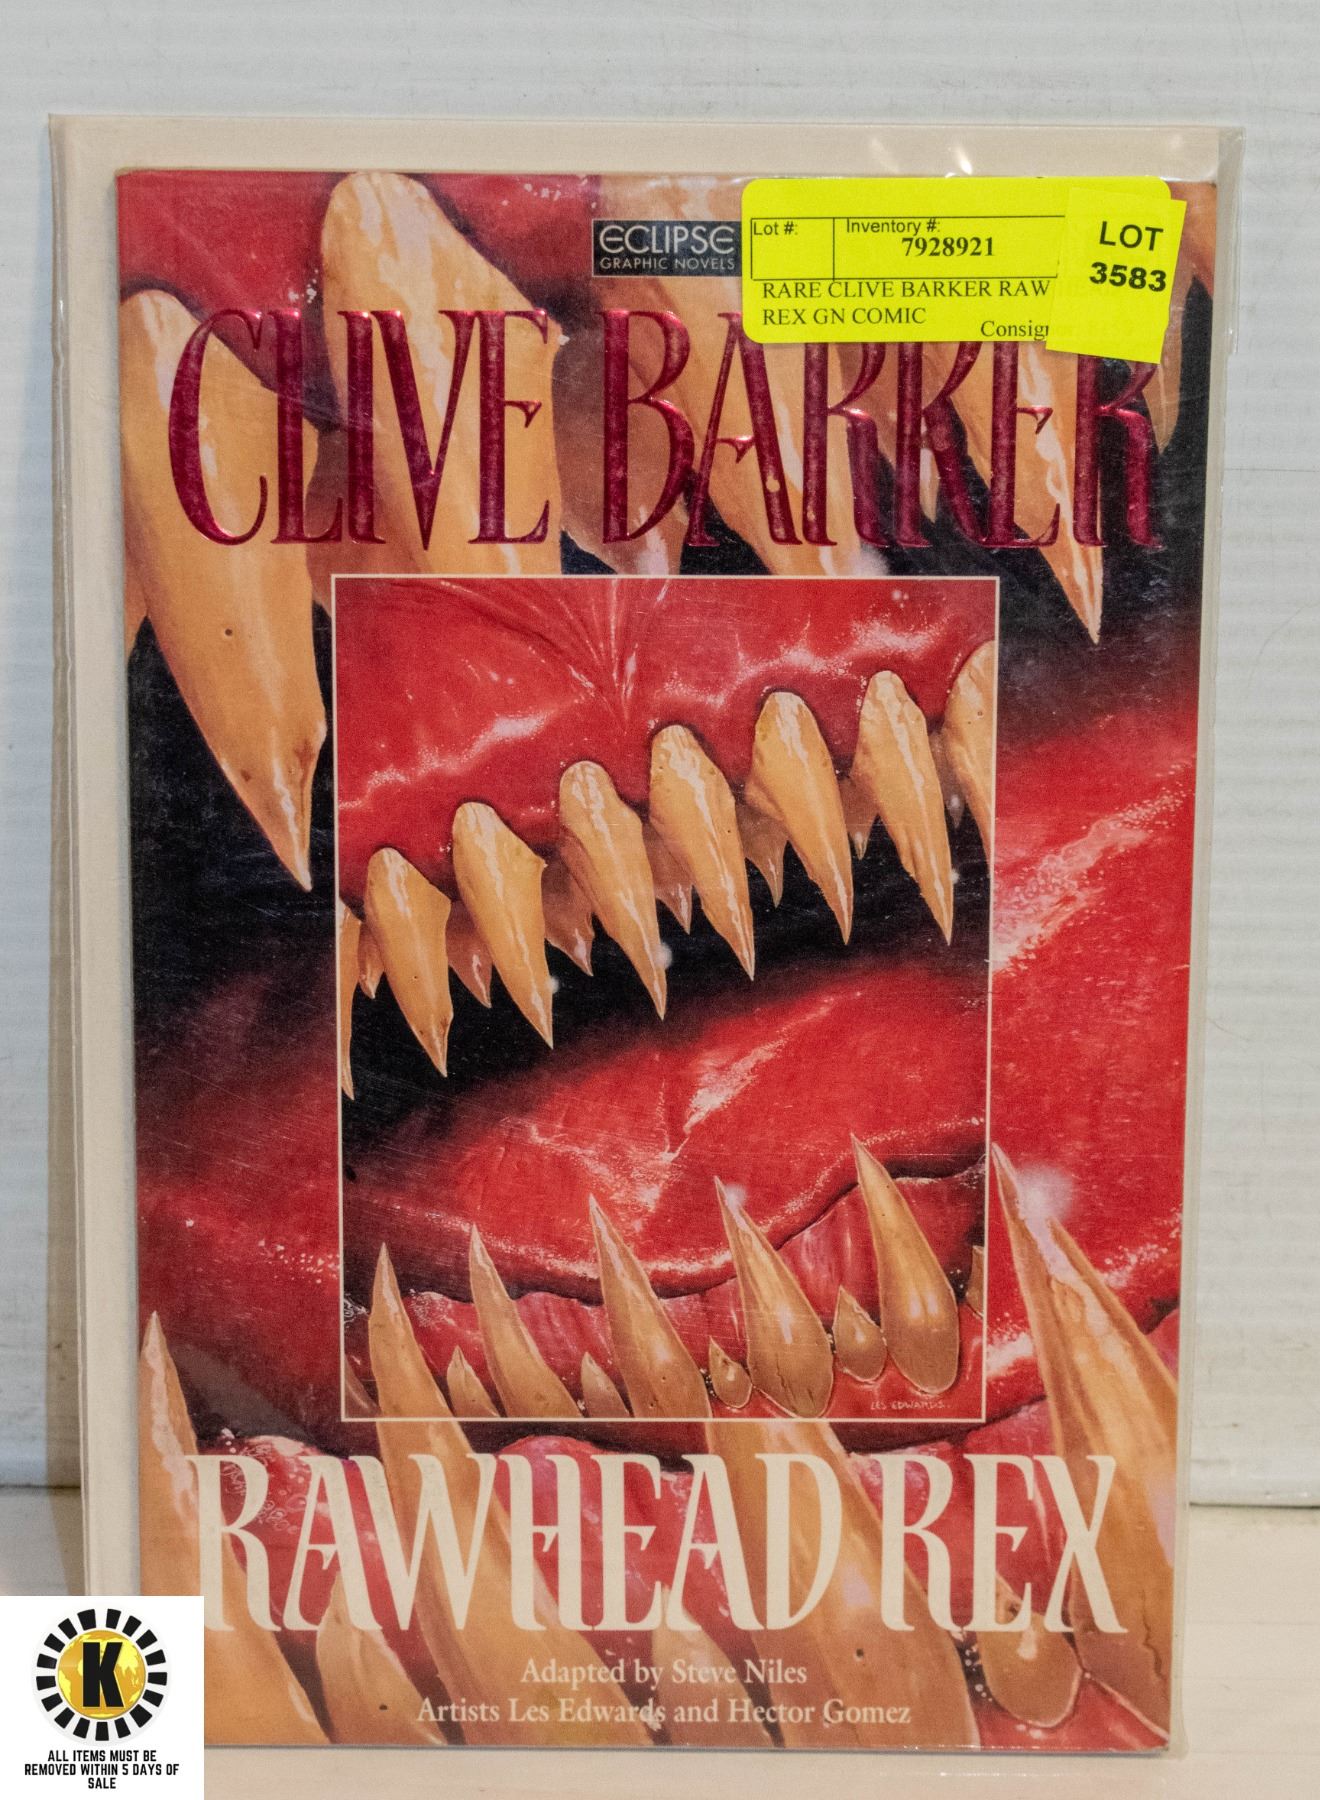 ECLIPSE
GRAPHIC NOVELS
Lot #:
Inventory #:
7928921
LOT
3583
RARE CLIVE BARKER RAW
REX GN COMIC
Consign
CLIVE BARKER
LES EDWARDS.
RAWHEAD REX
Adapted by Steve Niles
Artists Les Edwards and Hector Gomez
K
ALL ITEMS MUST BE
REMOVED WITHIN 5 DAYS OF
SALE